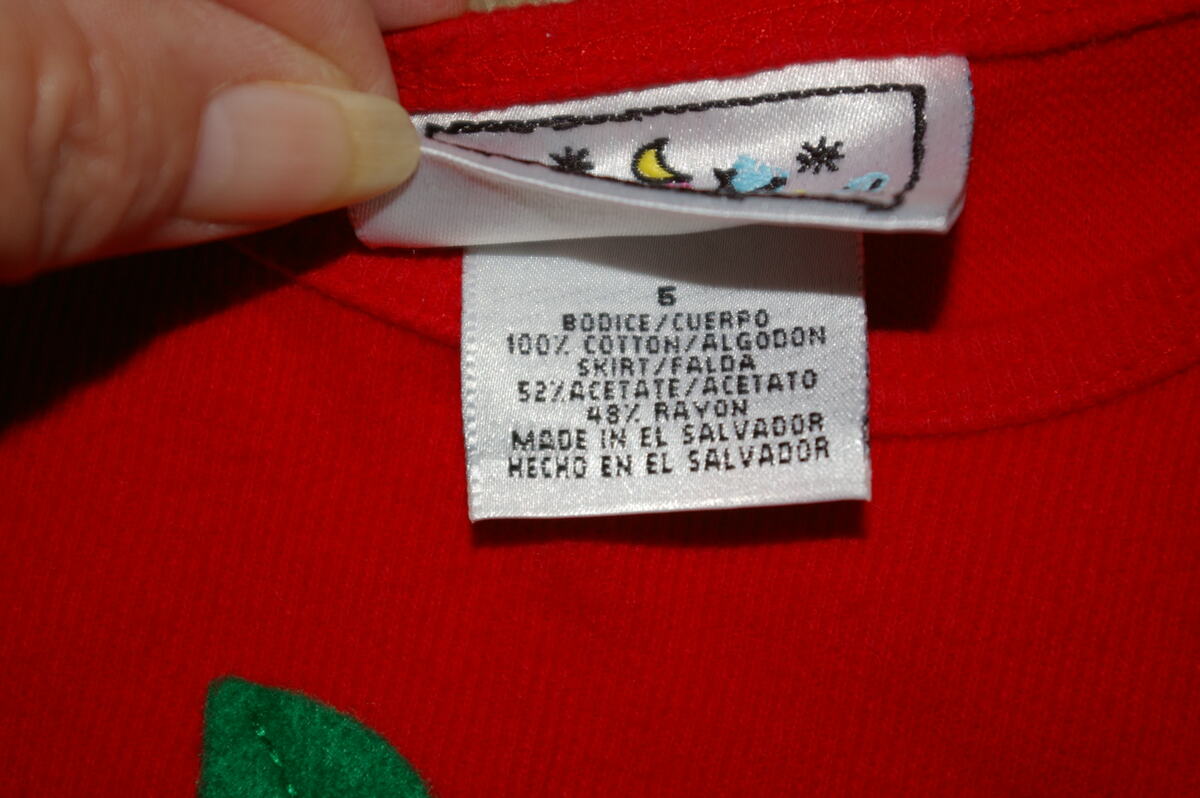 5
BODICE/CUERPO
100% COTTON/ALGODON
SKIRT/FALDA
52%ACETATE/ACETATO
48% RAYON
MADE IN EL SALVADOR
HECHO EN EL SALVADOR